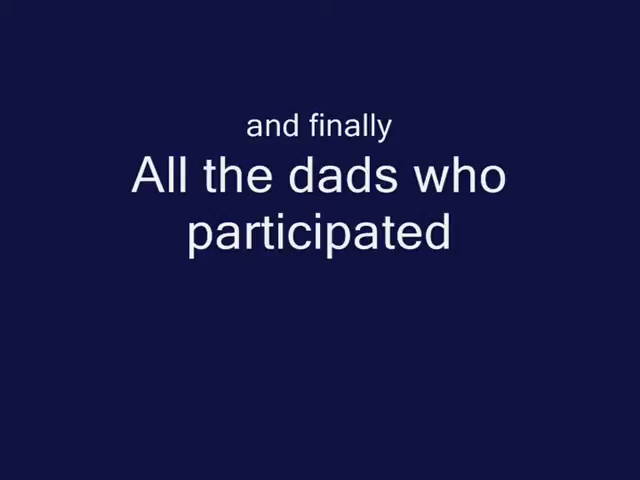 and finally
All the dads who
participated